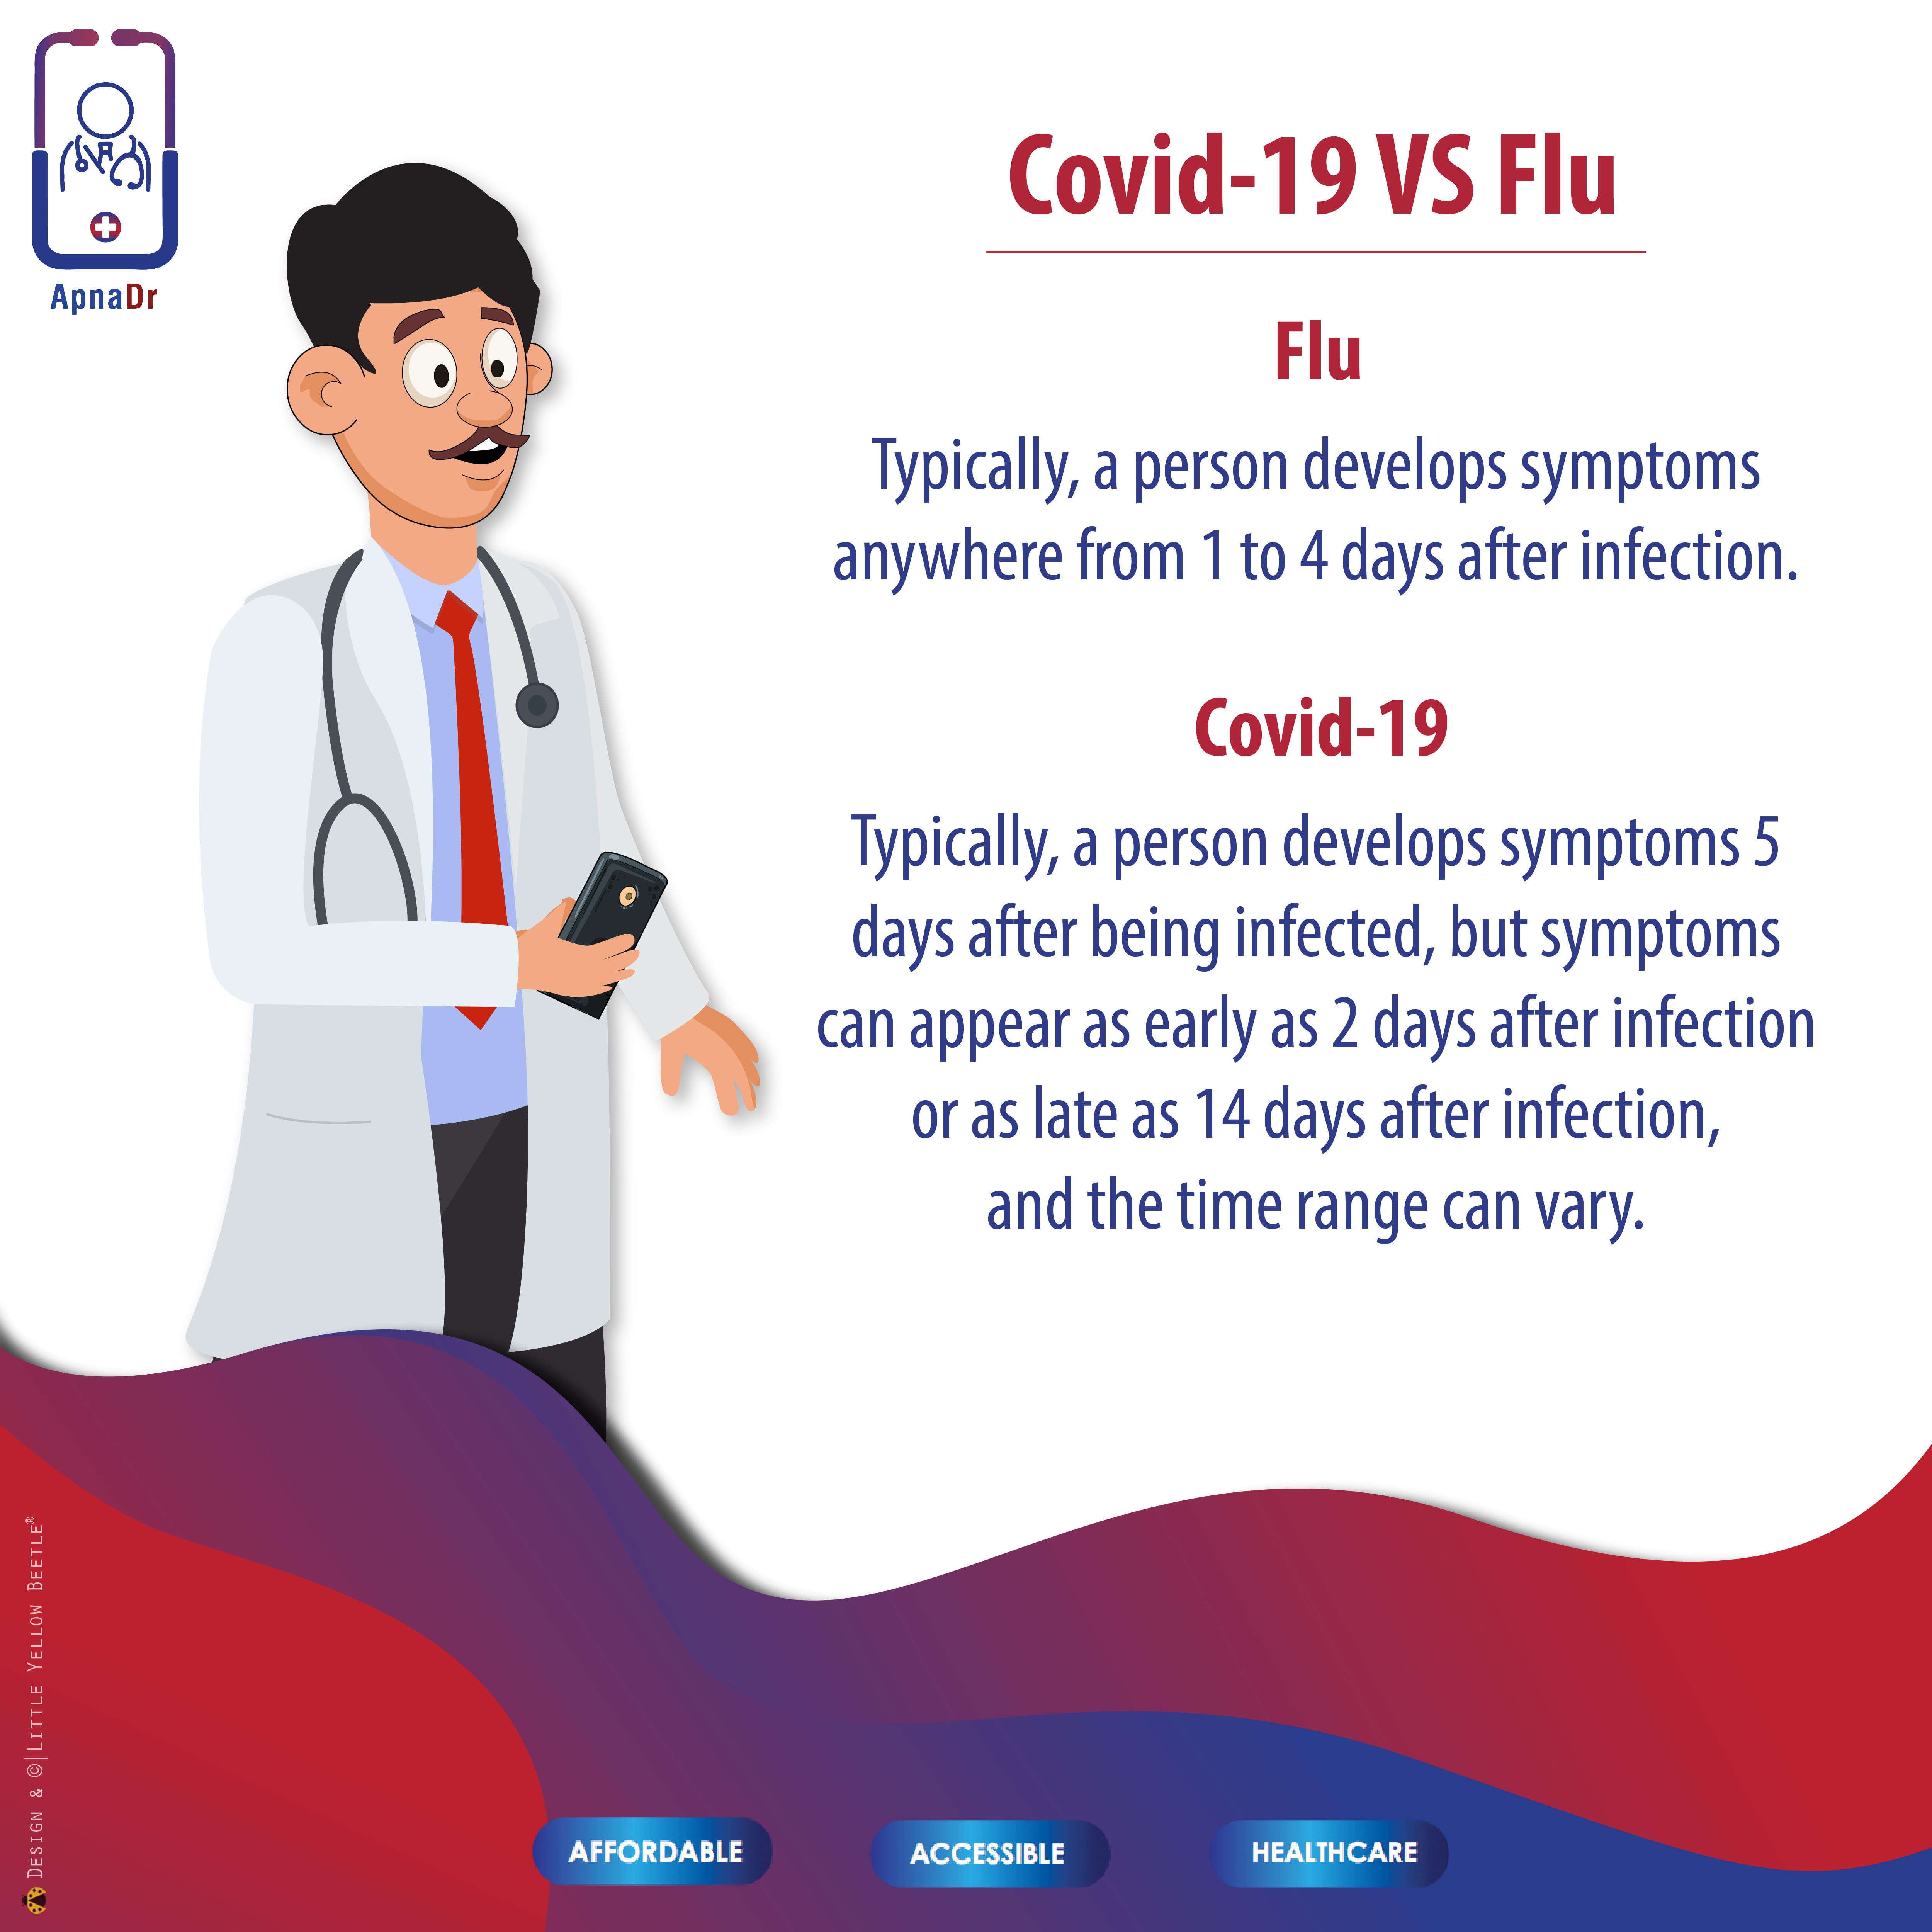 ApnaDr
Covid-19 VS Flu
Flu
Typically, a person develops symptoms
anywhere from 1 to 4 days after infection.
Covid-19
Typically, a person develops symptoms 5
days after being infected, but symptoms
can appear as early as 2 days after infection
or as late as 14 days after infection,
and the time range can vary.
DESIGN & ©|LITTLE YELLOW BEETLE®
AFFORDABLE
ACCESSIBLE
HEALTHCARE